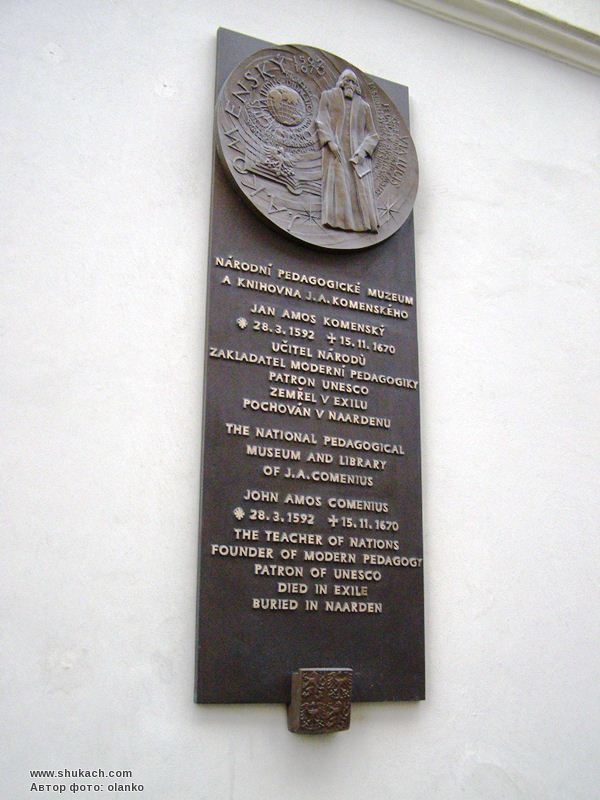 J.A.KOMENSKÝ
1592
1670
NÁRODNÍ PEDAGOGICKÉ MUZEUM
A KNIHOVNA J.A.KOMENSKÉHO
JAN AMOS KOMENSKÝ
28.3.1592 15.11.1670
UČITEL NÁRODŮ
ZAKLADATEL MODERNÍ PEDAGOGIKY
PATRON UNESCO
ZEMŘEL V EXILU
POCHOVÁN V NAARDENU
THE NATIONAL PEDAGOGICAL
MUSEUM AND LIBRARY
OF J.A.COMENIUS
JOHN AMOS COMENIUS
28.3.1592 15.11.1670
THE TEACHER OF NATIONS
FOUNDER OF MODERN PEDAGOGY
PATRON OF UNESCO
DIED IN EXILE
BURIED IN NAARDEN
www.shukach.com
Автор фото: olanko